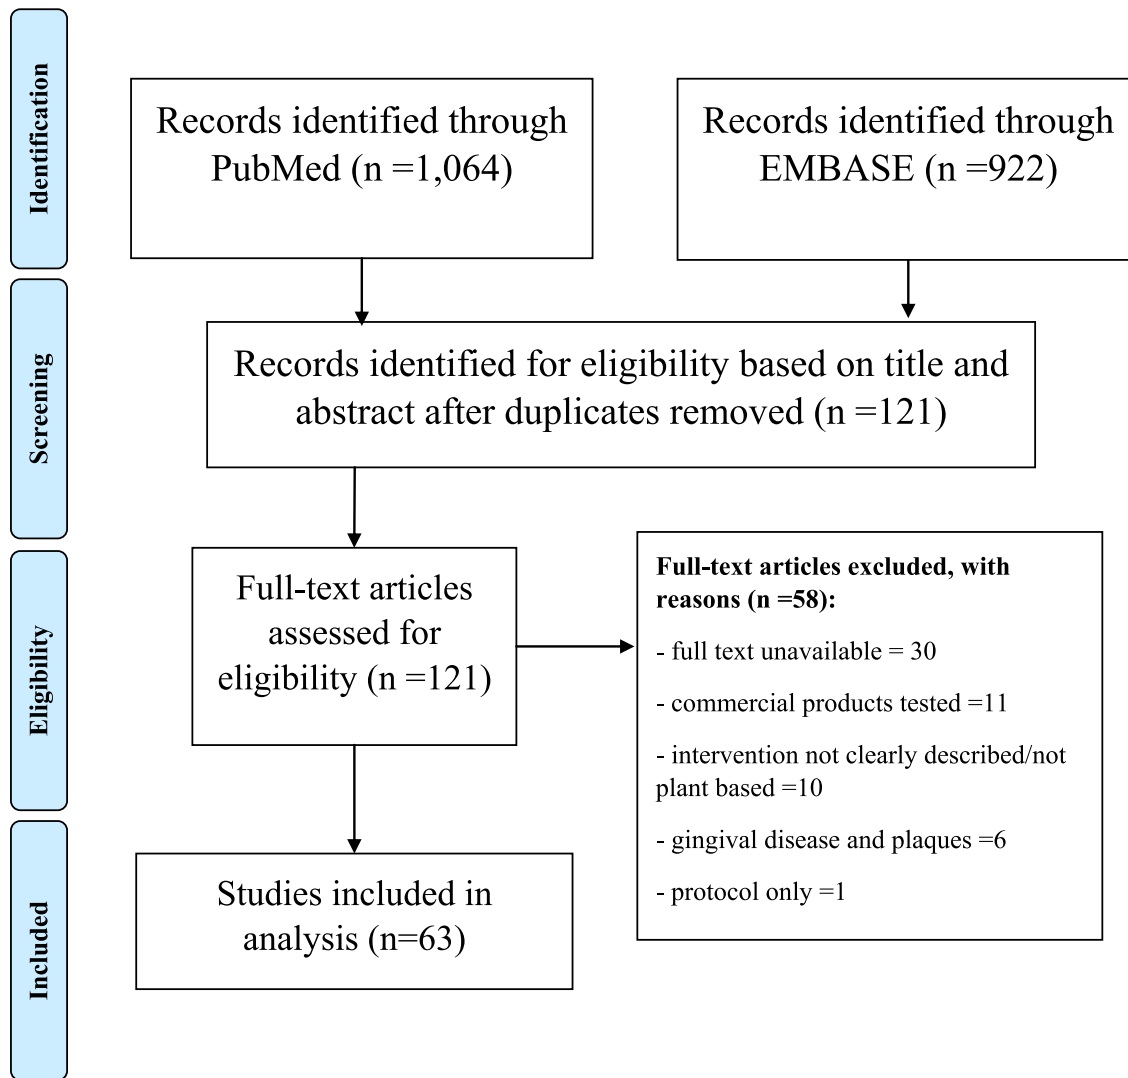 Identification
Records identified through
PubMed (n =1,064)
Records identified through
EMBASE (n =922)
Screening
Records identified for eligibility based on title and
abstract after duplicates removed (n =121)
Eligibility
Full-text articles
assessed for
eligibility (n =121)
Full-text articles excluded, with
reasons (n =58):
- full text unavailable = 30
- commercial products tested =11
- intervention not clearly described/not
plant based =10
- gingival disease and plaques =6
- protocol only =1
Included
Studies included in
analysis (n=63)